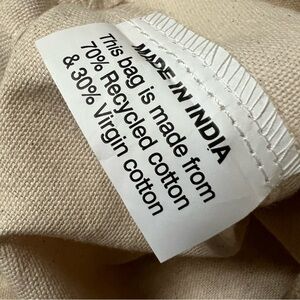 MADE IN INDIA
This bag is made from
70% Recycled cotton
& 30% Virgin cotton